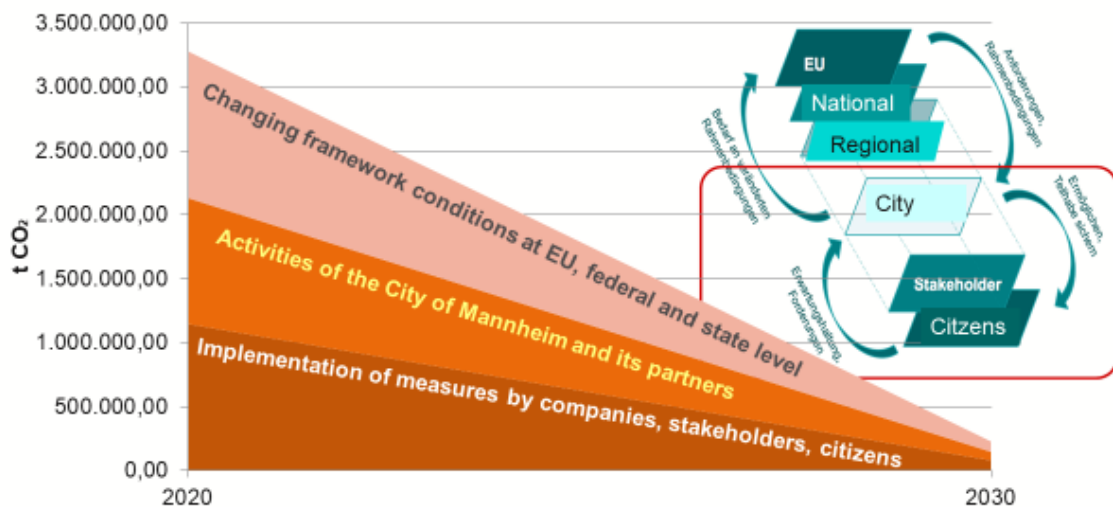 3.500.000,00
3.000.000,00
2.500.000,00
2.000.000,00
1.500.000,00
1.000.000,00
500.000,00
0,00
t CO₂
2020
2030
Changing framework conditions at EU, federal and state level
Activities of the City of Mannheim and its partners
Implementation of measures by companies, stakeholders, citizens
EU
National
Regional
City
Stakeholder
Citzens
Anforderungen,
Rahmenbedingungen
Bedarf an veränderten
Rahmenbedingungen
Ermöglichen,
Teilhabe sichern
Erwartungshaltung,
Forderungen